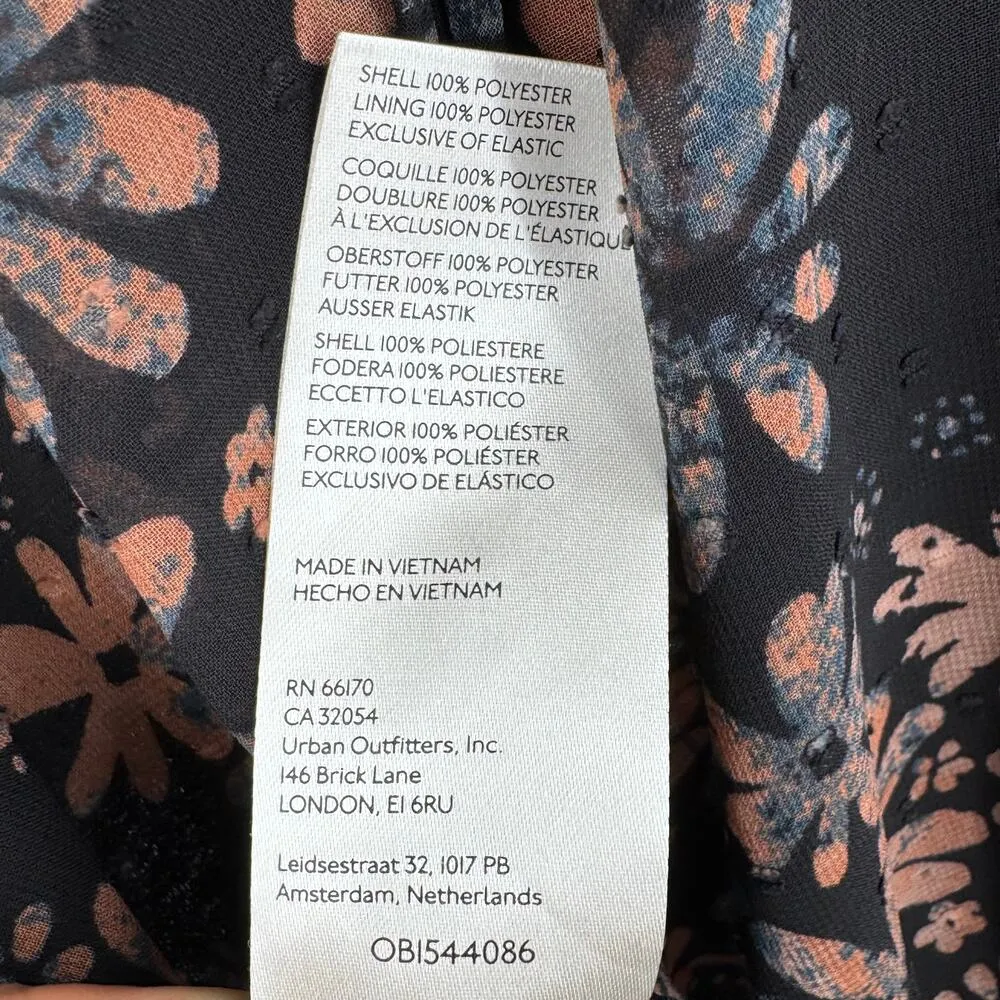 SHELL 100% POLYESTER
LINING 100% POLYESTER
EXCLUSIVE OF ELASTIC
COQUILLE 100% POLYESTER
DOUBLURE 100% POLYESTER
À L'EXCLUSION DE L'ÉLASTIQU
OBERSTOFF 100% POLYESTER
FUTTER 100% POLYESTER
AUSSER ELASTIK
SHELL 100% POLIESTERE
FODERA 100% POLIESTERE
ECCETTO L'ELASTICO
EXTERIOR 100% POLIÉSTER
FORRO 100% POLIÉSTER
EXCLUSIVO DE ELÁSTICO
MADE IN VIETNAM
HECHO EN VIETNAM
RN 66170
CA 32054
Urban Outfitters, Inc.
146 Brick Lane
LONDON, E1 6RU
Leidsestraat 32, 1017 PB
Amsterdam, Netherlands
OB1544086